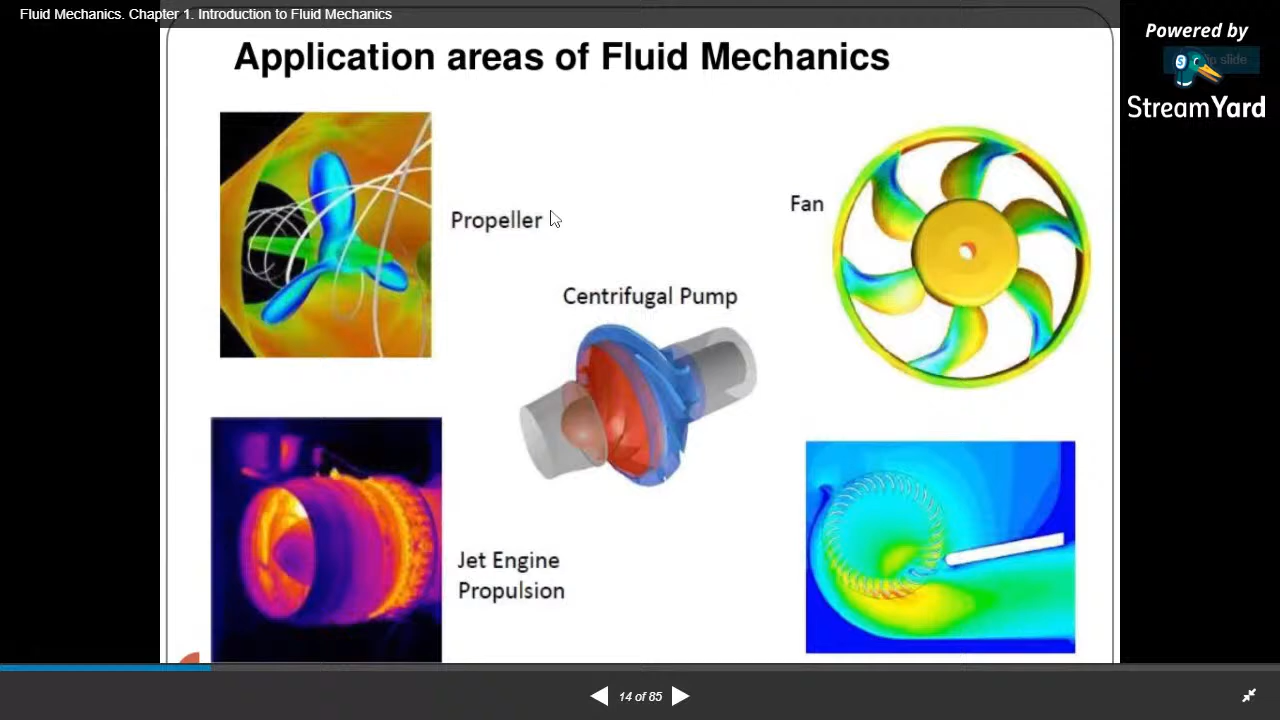 Fluid Mechanics. Chapter 1. Introduction to Fluid Mechanics
Powered by
StreamYard
Application areas of Fluid Mechanics
Propeller
Fan
Centrifugal Pump
Jet Engine
Propulsion
14 of 85